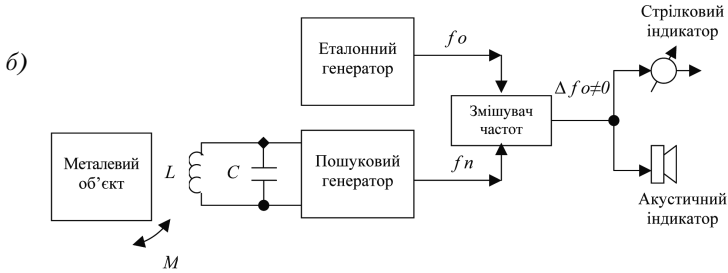 б)
Еталонний
генератор
fo
Стрілковий
індикатор
Змішувач
частот
Δ fo≠0
Металевий
об’єкт
L
C
Пошуковий
генератор
fn
Акустичний
індикатор
M